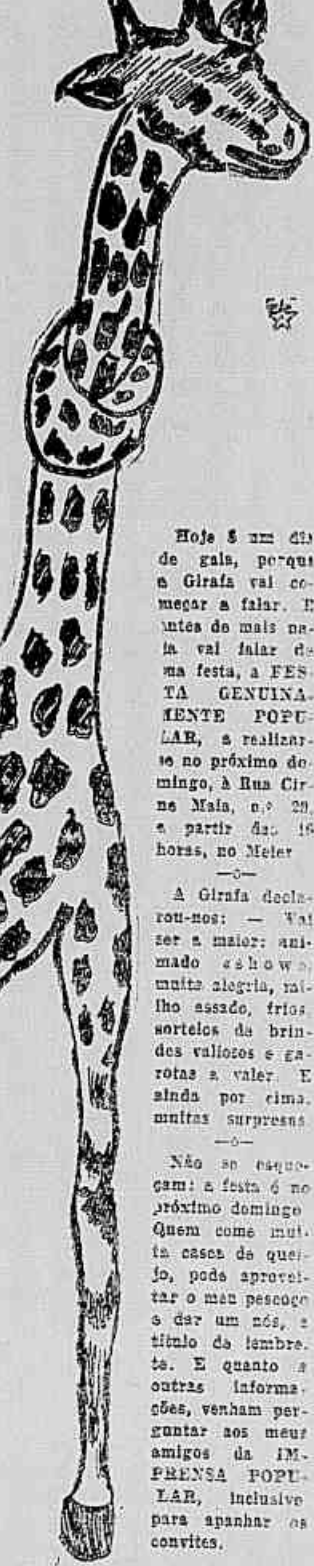 Hoje é um dia
de gala, porque
a Girafa vai co-
meçar a falar. E
antes de mais na-
da vai falar da
sua festa, a FES-
TA GENUINA-
MENTE POPU-
LAR, a realizar-
se no próximo do-
mingo, à Rua Cir-
ne Maia, n.º 29,
a partir das 16
horas, no Meier
—o—
A Girafa decla-
rou-nos: — Vai
ser a maior: ani-
mado «show»,
muita alegria, mi-
lho assado, frios,
sorteios de brin-
des valiosos e ga-
rotas a valer. E
ainda por cima,
muitas surpresas
—o—
Não se esque-
çam: a festa é no
próximo domingo
Quem come mui-
ta casca de quei-
jo, pode aprovei-
tar o meu pescoço
e dar um nós, a
título de lembre-
te. E quanto a
outras informa-
ções, venham per-
guntar aos meus
amigos da IM-
PRENSA POPU-
LAR, inclusive
para apanhar os
convites.